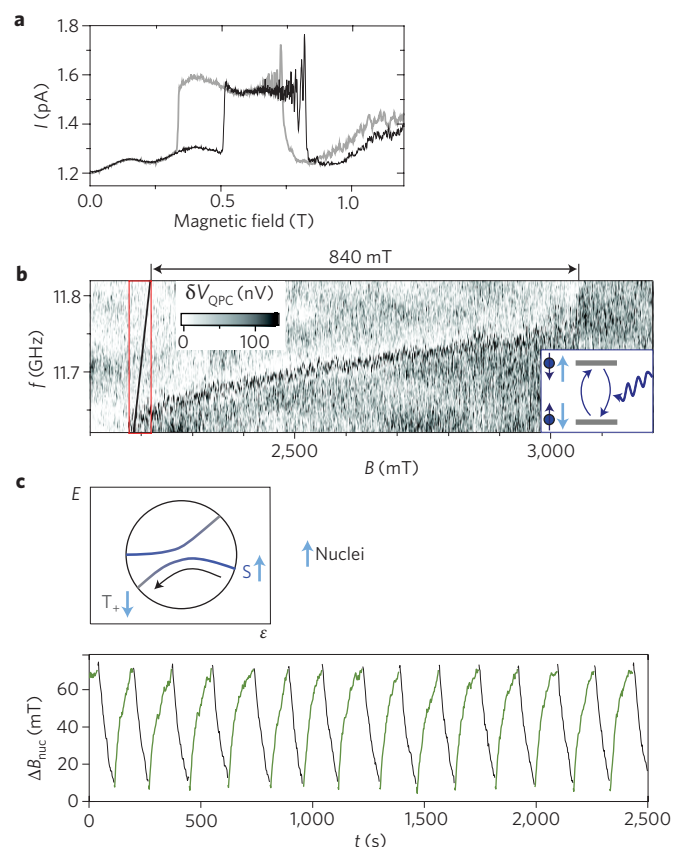 a
1.8
1.6
1.4
1.2
I (pA)
0.0
0.5
1.0
Magnetic field (T)
840 mT
b
δV_QPC (nV)
0
100
11.8
11.7
f (GHz)
2,500
3,000
B (mT)
c
E
S
T_+
ε
Nuclei
60
40
20
0
ΔB_nuc (mT)
0
500
1,000
1,500
2,000
2,500
t (s)